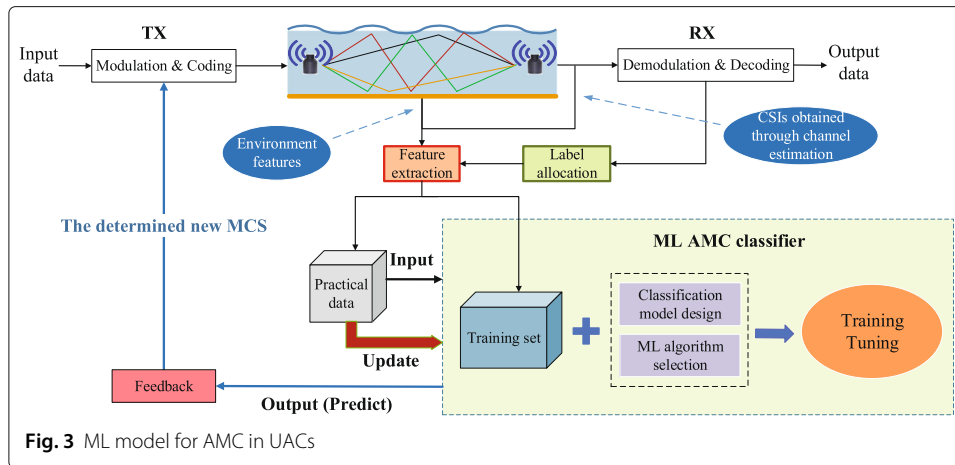 TX
RX
Input
data
Modulation & Coding
Demodulation & Decoding
Output
data
Environment
features
CSIs obtained
through channel
estimation
Feature
extraction
Label
allocation
The determined new MCS
ML AMC classifier
Practical
data
Input
Update
Training set
Classification
model design
ML algorithm
selection
Training
Tuning
Feedback
Output (Predict)
Fig. 3 ML model for AMC in UACs